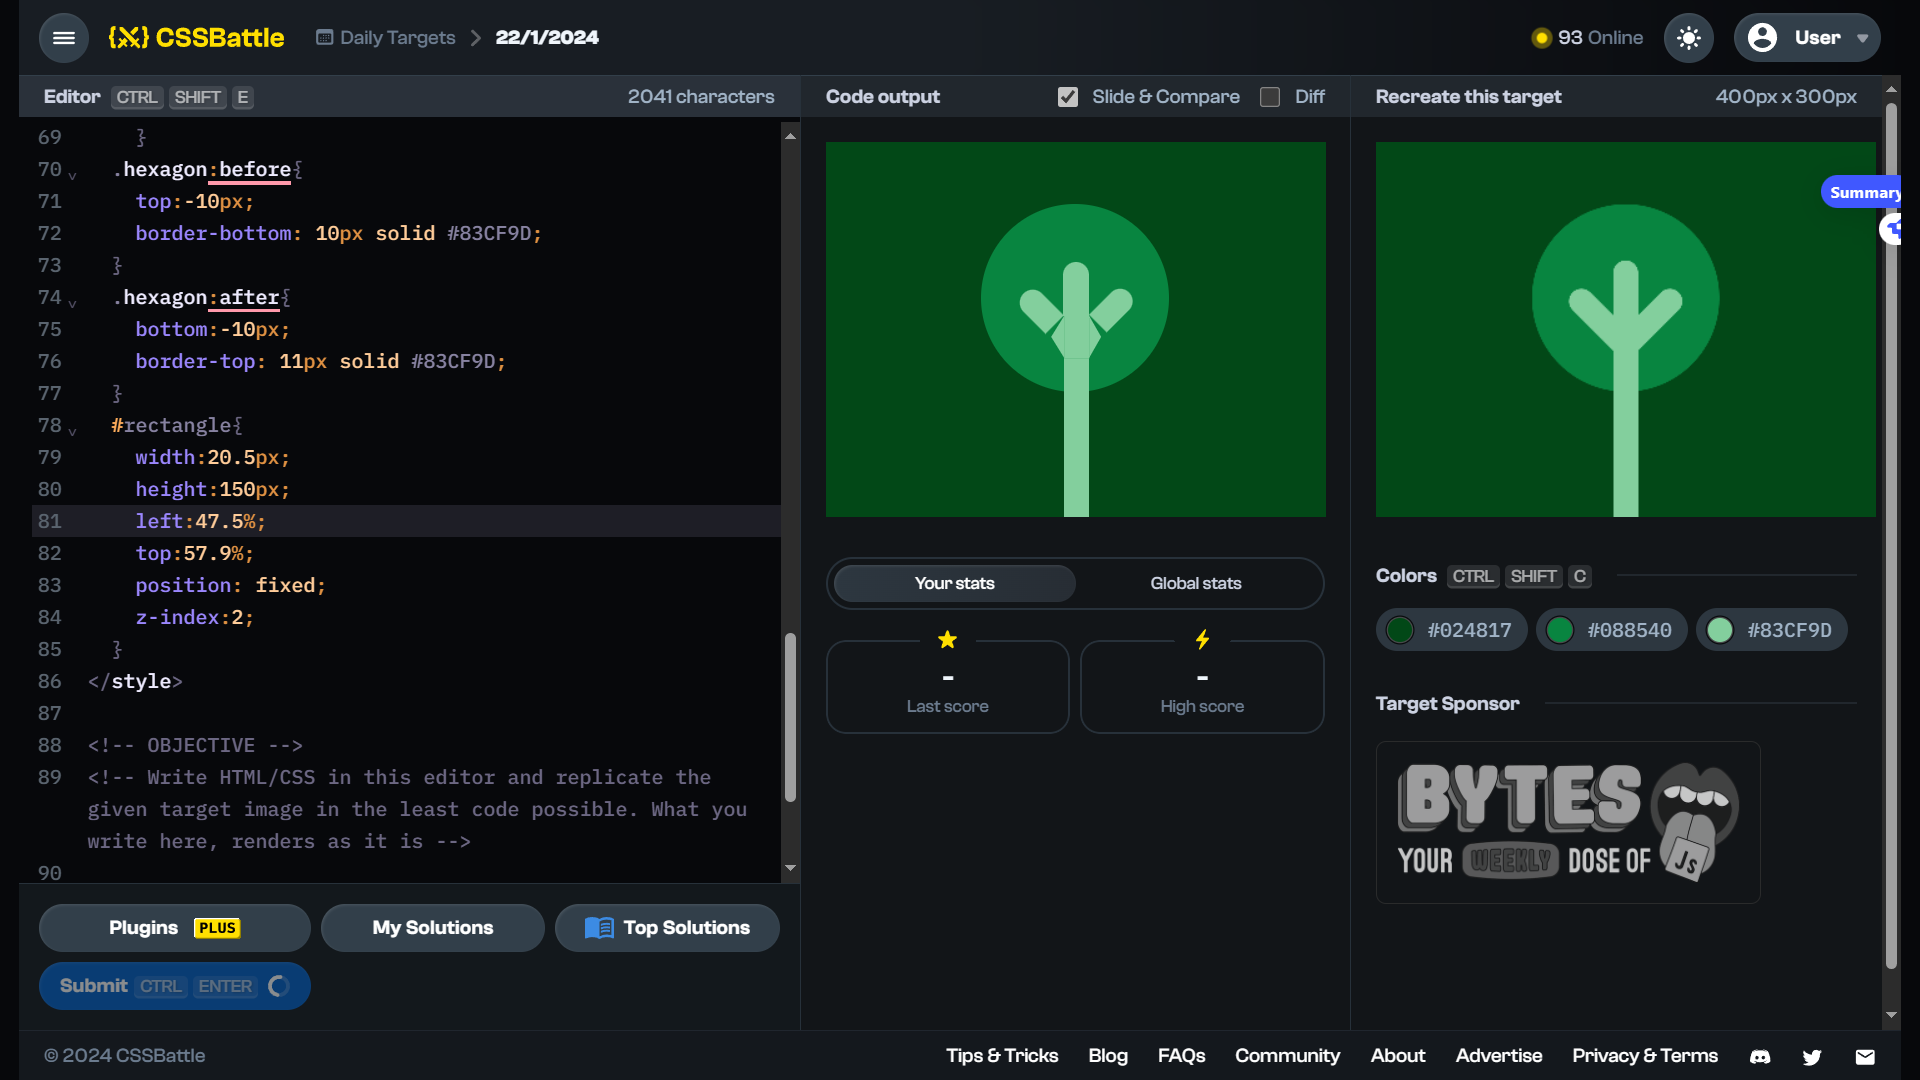 {X} CSSBattle
Daily Targets
22/1/2024
93 Online
User
Editor CTRL SHIFT E
2041 characters
69 }
70 .hexagon:before{
71 top:-10px;
72 border-bottom: 10px solid #83CF9D;
73 }
74 .hexagon:after{
75 bottom:-10px;
76 border-top: 11px solid #83CF9D;
77 }
78 #rectangle{
79 width:20.5px;
80 height:150px;
81 left:47.5%;
82 top:57.9%;
83 position: fixed;
84 z-index:2;
85 }
86 </style>
87
88 <!-- OBJECTIVE -->
89 <!-- Write HTML/CSS in this editor and replicate the
given target image in the least code possible. What you
write here, renders as it is -->
90
Plugins PLUS
My Solutions
Top Solutions
Submit CTRL ENTER
Code output
Slide & Compare
Diff
Your stats
Global stats
-
Last score
-
High score
Recreate this target
400px x 300px
Summary
Colors CTRL SHIFT C
#024817
#088540
#83CF9D
Target Sponsor
BYTES
YOUR WEEKLY DOSE OF JS
© 2024 CSSBattle
Tips & Tricks
Blog
FAQs
Community
About
Advertise
Privacy & Terms